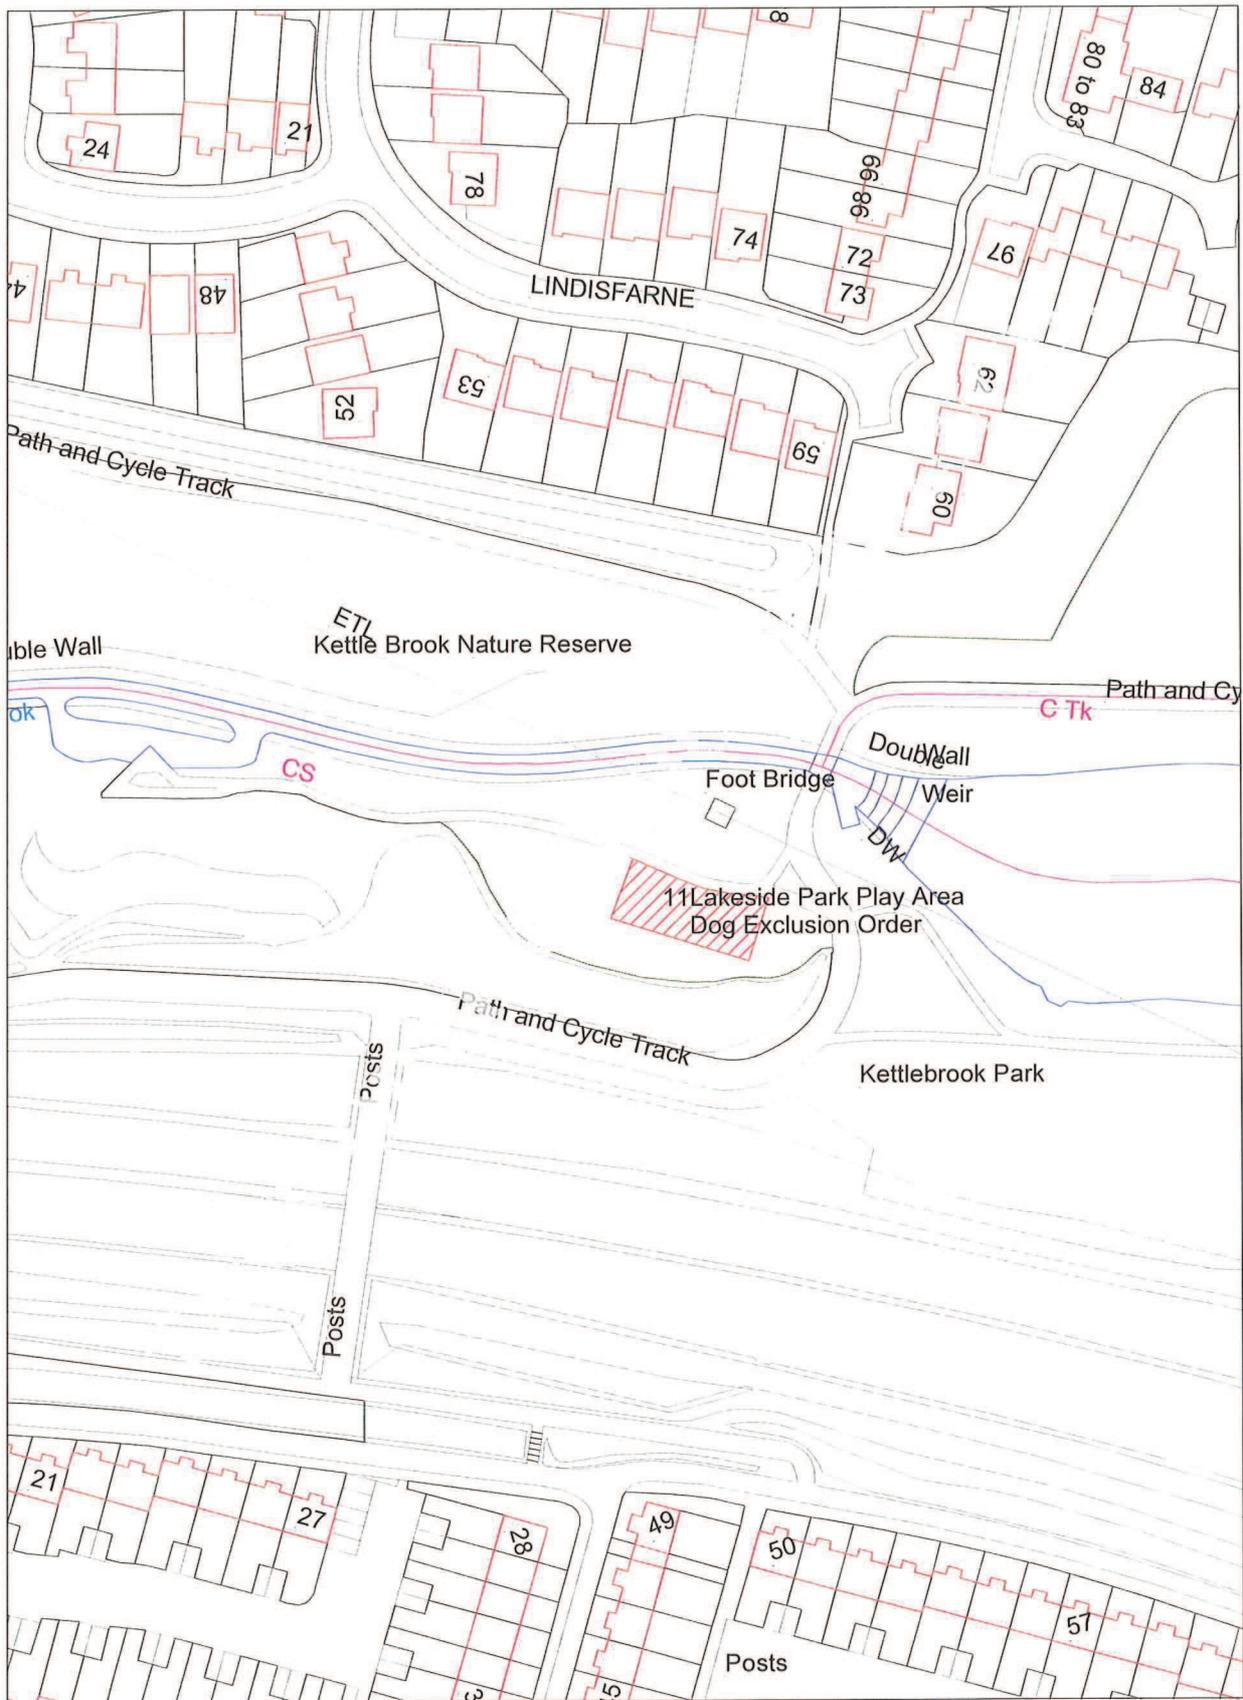 8
80 to 83
84
21
24
78
66
98
74
72
73
97
48
LINDISFARNE
62
53
52
59
60
Path and Cycle Track
ETL
Kettle Brook Nature Reserve
uble Wall
Path and Cy
C Tk
ok
Double
Wall
CS
Foot Bridge
Weir
DW
11Lakeside Park Play Area
Dog Exclusion Order
Path and Cycle Track
Posts
Kettlebrook Park
Posts
21
27
28
49
50
57
Posts